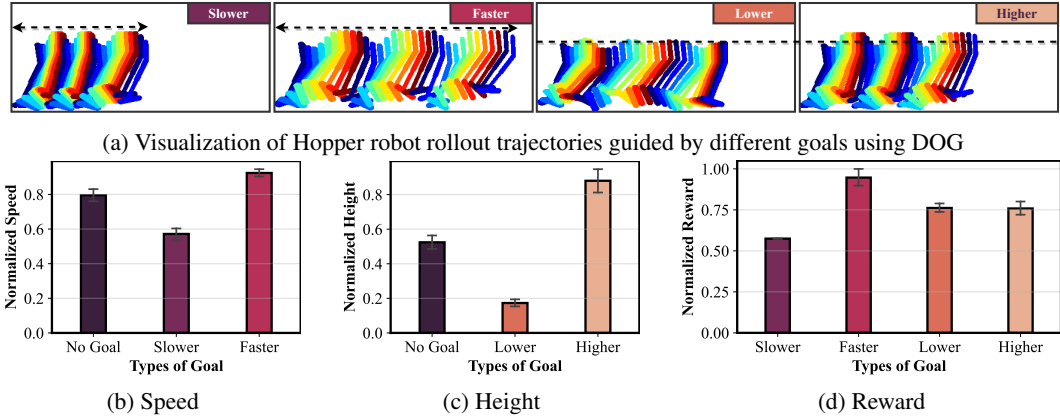 Slower
Faster
Lower
Higher
(a) Visualization of Hopper robot rollout trajectories guided by different goals using DOG
Normalized Speed
0.8
0.6
0.4
0.2
0.0
No Goal
Slower
Faster
Types of Goal
(b) Speed
Normalized Height
0.8
0.6
0.4
0.2
0.0
No Goal
Lower
Higher
Types of Goal
(c) Height
Normalized Reward
1.00
0.75
0.50
0.25
0.00
Slower
Faster
Lower
Higher
Types of Goal
(d) Reward